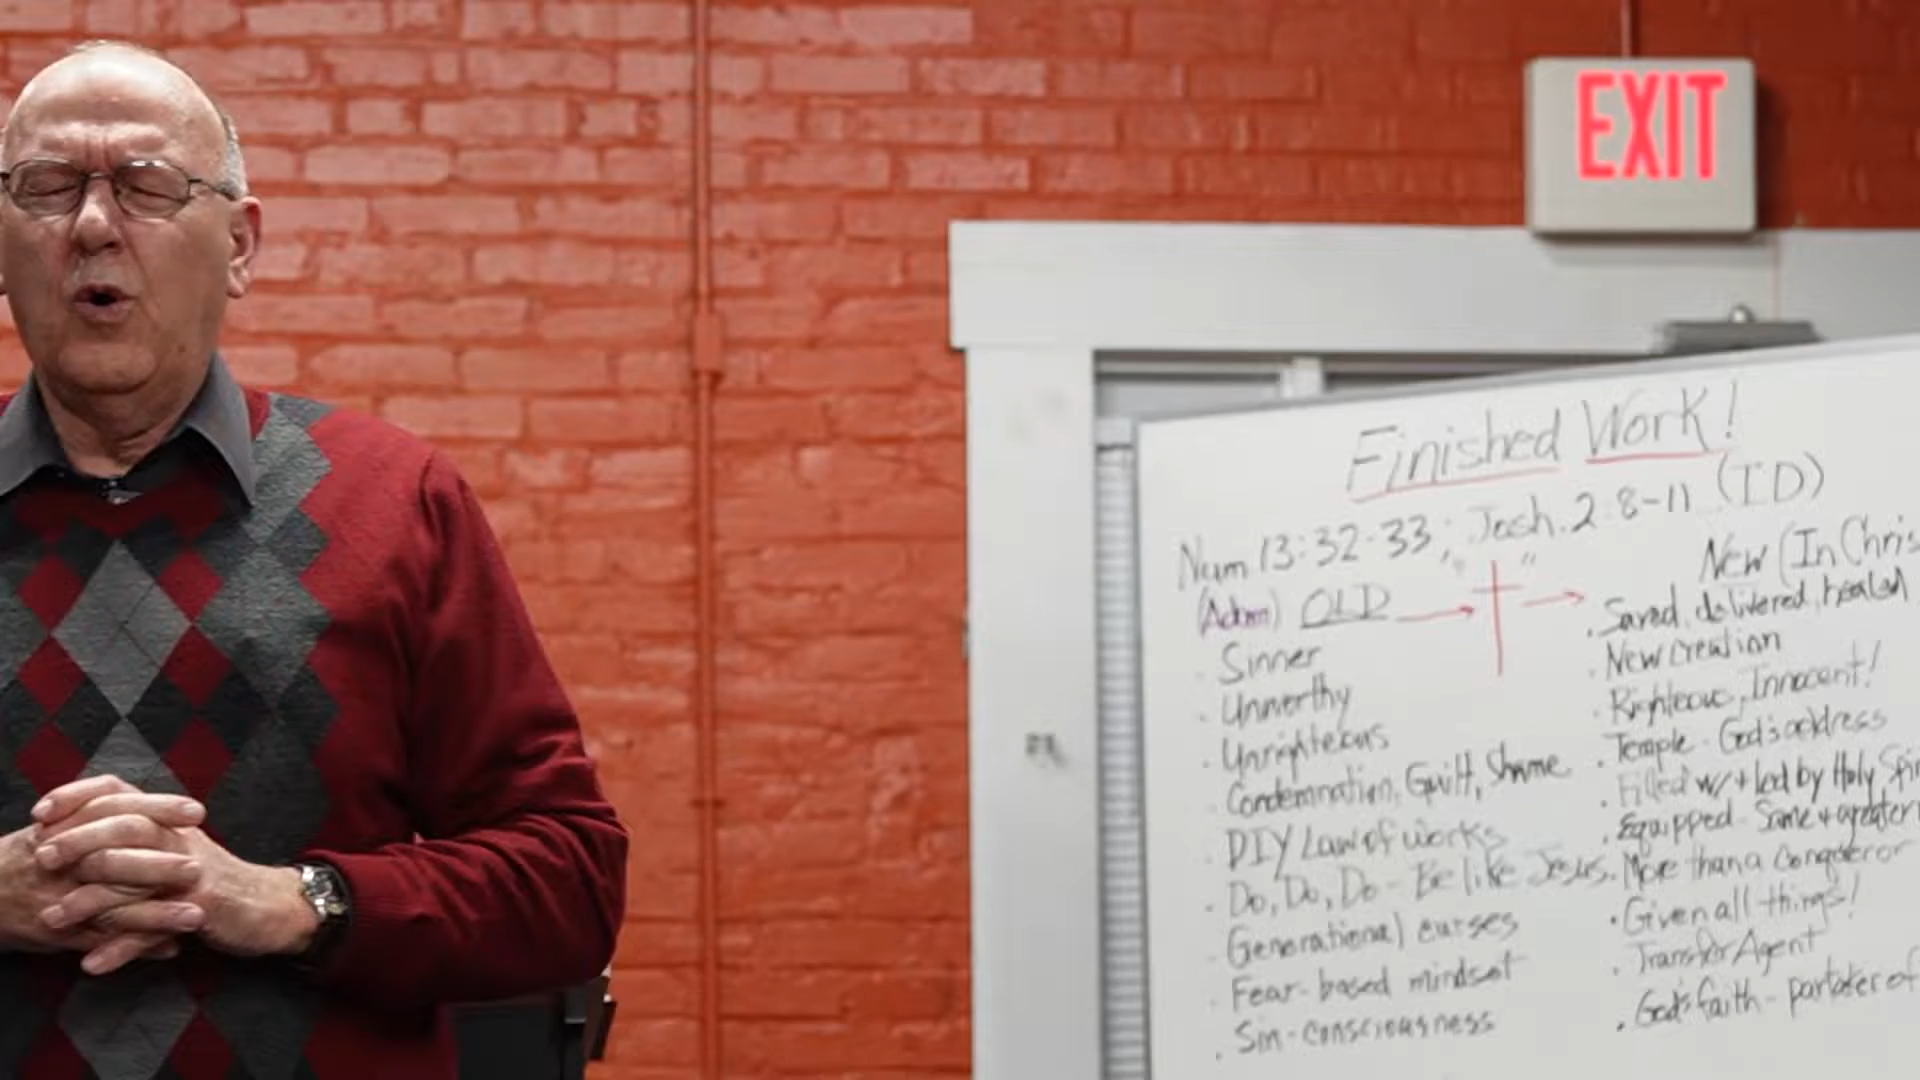 EXIT
Finished Work!
Num 13:32-33; Josh. 2:8-11 (ID)
(Adam) OLD
Sinner
Unworthy
Unrighteous
Condemnation, Guilt, Shame
DIY Law of works
Do, Do, Do - Be like Jesus
Generational curses
Fear-based mindset
Sin-consciousness
New (In Chris
Saved, delivered, healed
New creation
Righteous, Innocent!
Temple - God's address
Filled w/ + led by Holy Spir
Equipped - Same + greater
More than a conqueror
Given all things!
Transfer Agent
God's faith - partaker of